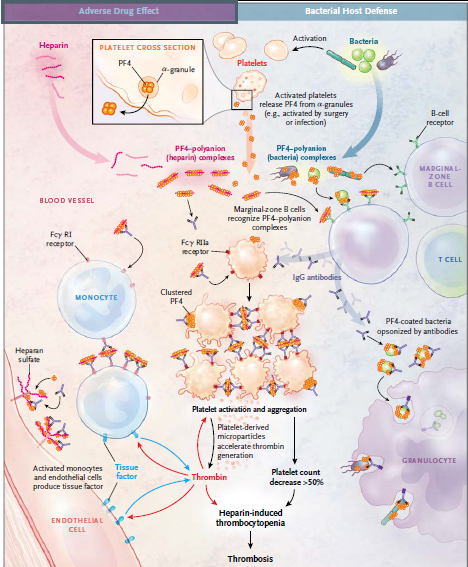 Adverse Drug Effect
Bacterial Host Defense
Heparin
PLATELET CROSS SECTION
PF4
α-granule
Platelets
Activation
Bacteria
Activated platelets
release PF4 from α-granules
(e.g., activated by surgery
or infection)
B-cell
receptor
PF4–polyanion
(heparin) complexes
PF4–polyanion
(bacteria) complexes
MARGINAL-
ZONE
B CELL
BLOOD VESSEL
Marginal-zone B cells
recognize PF4–polyanion
complexes
Fcγ RI
receptor
Fcγ RIIa
receptor
T CELL
IgG antibodies
MONOCYTE
Clustered
PF4
PF4-coated bacteria
opsonized by antibodies
Heparan
sulfate
Platelet activation and aggregation
Platelet-derived
microparticles
accelerate thrombin
generation
Activated monocytes
and endothelial cells
produce tissue factor
Tissue
factor
Thrombin
Platelet count
decrease >50%
GRANULOCYTE
ENDOTHELIAL
CELL
Heparin-induced
thrombocytopenia
Thrombosis